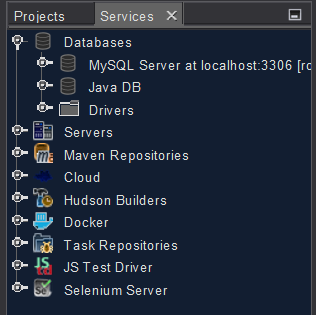 Projects Services
Databases
MySQL Server at localhost:3306 [ro
Java DB
Drivers
Servers
Maven Repositories
Cloud
Hudson Builders
Docker
Task Repositories
JS Test Driver
Selenium Server